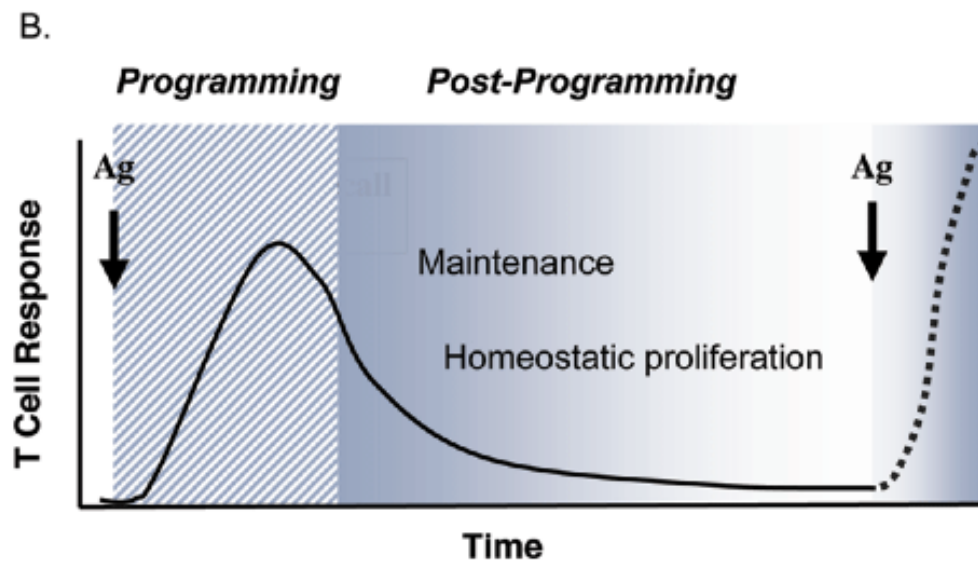 B.
Programming
Post-Programming
Ag
Ag
Maintenance
Homeostatic proliferation
T Cell Response
Time